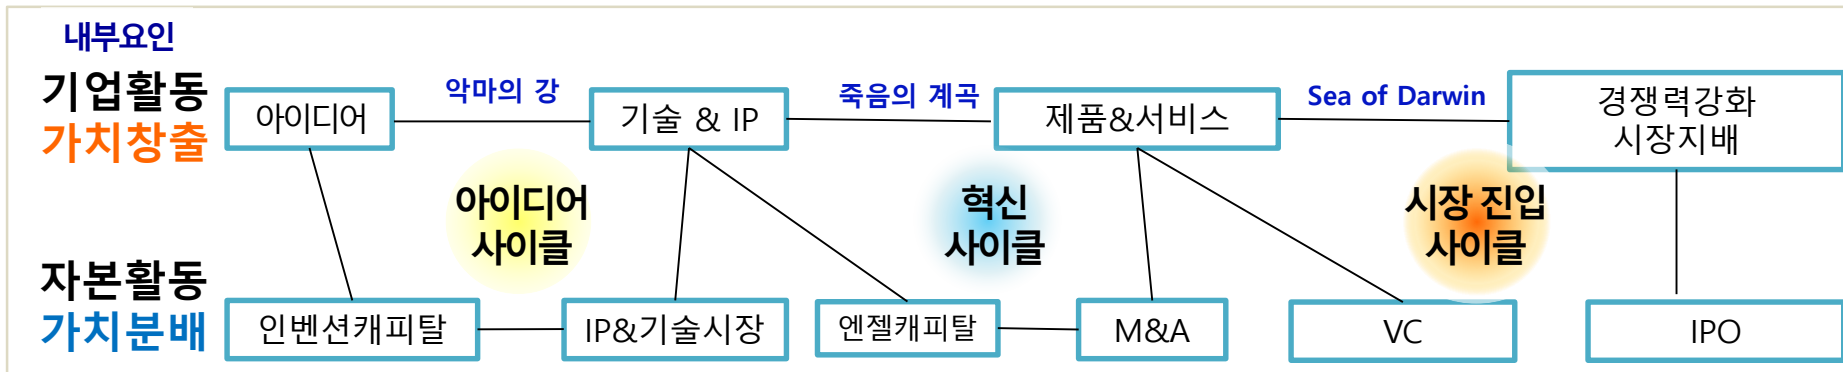 내부요인
기업활동
가치창출
아이디어
악마의 강
기술 & IP
죽음의 계곡
제품&서비스
Sea of Darwin
경쟁력강화
시장지배
아이디어
사이클
혁신
사이클
시장 진입
사이클
자본활동
가치분배
인벤션캐피탈
IP&기술시장
엔젤캐피탈
M&A
VC
IPO